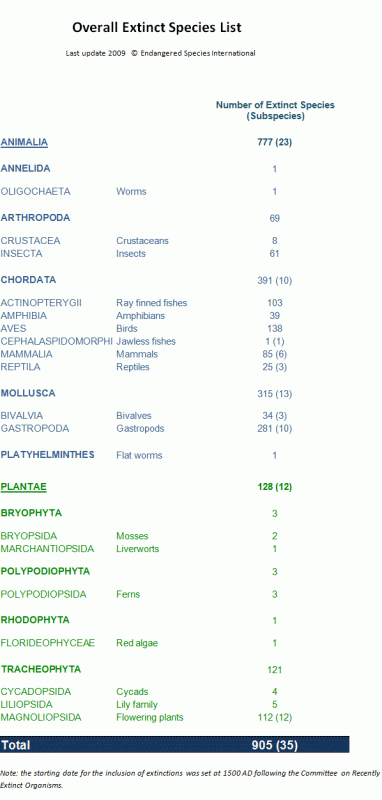 Overall Extinct Species List
Last update 2009 © Endangered Species International
Number of Extinct Species
(Subspecies)
ANIMALIA 777 (23)
ANNELIDA 1
OLIGOCHAETA Worms 1
ARTHROPODA 69
CRUSTACEA Crustaceans 8
INSECTA Insects 61
CHORDATA 391 (10)
ACTINOPTERYGII Ray finned fishes 103
AMPHIBIA Amphibians 39
AVES Birds 138
CEPHALASPIDOMORPHI Jawless fishes 1 (1)
MAMMALIA Mammals 85 (6)
REPTILA Reptiles 25 (3)
MOLLUSCA 315 (13)
BIVALVIA Bivalves 34 (3)
GASTROPODA Gastropods 281 (10)
PLATYHELMINTHES Flat worms 1
PLANTAE 128 (12)
BRYOPHYTA 3
BRYOPSIDA Mosses 2
MARCHANTIOPSIDA Liverworts 1
POLYPODIOPHYTA 3
POLYPODIOPSIDA Ferns 3
RHODOPHYTA 1
FLORIDEOPHYCEAE Red algae 1
TRACHEOPHYTA 121
CYCADOPSIDA Cycads 4
LILIOPSIDA Lily family 5
MAGNOLIOPSIDA Flowering plants 112 (12)
Total 905 (35)
Note: the starting date for the inclusion of extinctions was set at 1500 AD following the Committee on Recently
Extinct Organisms.